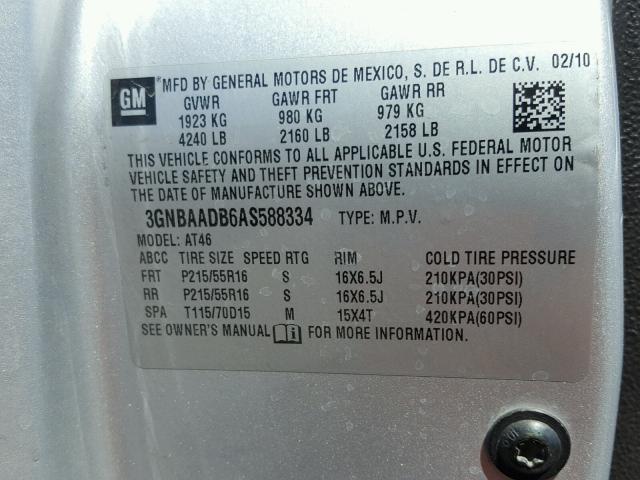 GM
*MFD BY GENERAL MOTORS DE MEXICO, S. DE R.L. DE C.V. 02/10
GVWR GAWR FRT GAWR RR
1923 KG 980 KG 979 KG
4240 LB 2160 LB 2158 LB
THIS VEHICLE CONFORMS TO ALL APPLICABLE U.S. FEDERAL MOTOR
VEHICLE SAFETY AND THEFT PREVENTION STANDARDS IN EFFECT ON
THE DATE OF MANUFACTURE SHOWN ABOVE.
3GNBAADB6AS588334 TYPE: M.P.V.
MODEL: AT46
ABCC TIRE SIZE SPEED RTG RIM COLD TIRE PRESSURE
FRT P215/55R16 S 16X6.5J 210KPA(30PSI)
RR P215/55R16 S 16X6.5J 210KPA(30PSI)
SPA T115/70D15 M 15X4T 420KPA(60PSI)
SEE OWNER'S MANUAL FOR MORE INFORMATION.